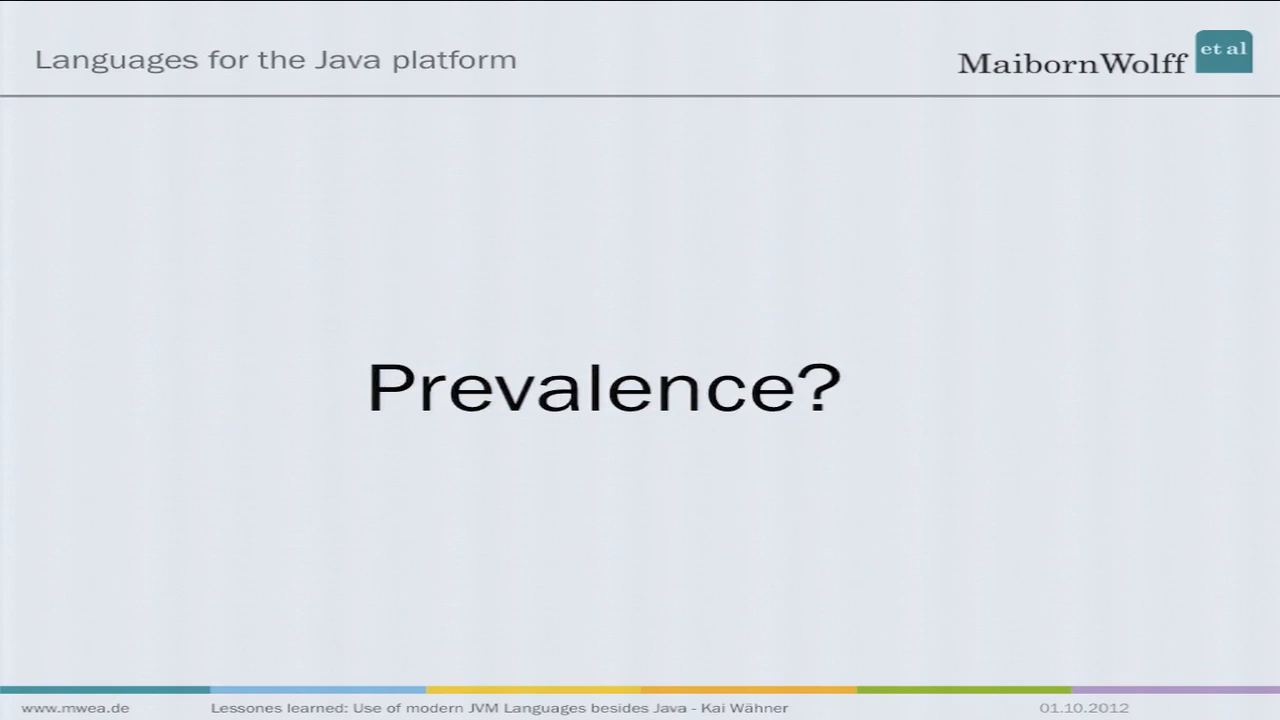 Languages for the Java platform
MaibornWolff et al
Prevalence?
www.mwea.de
Lessones learned: Use of modern JVM Languages besides Java - Kai Wähner
01.10.2012